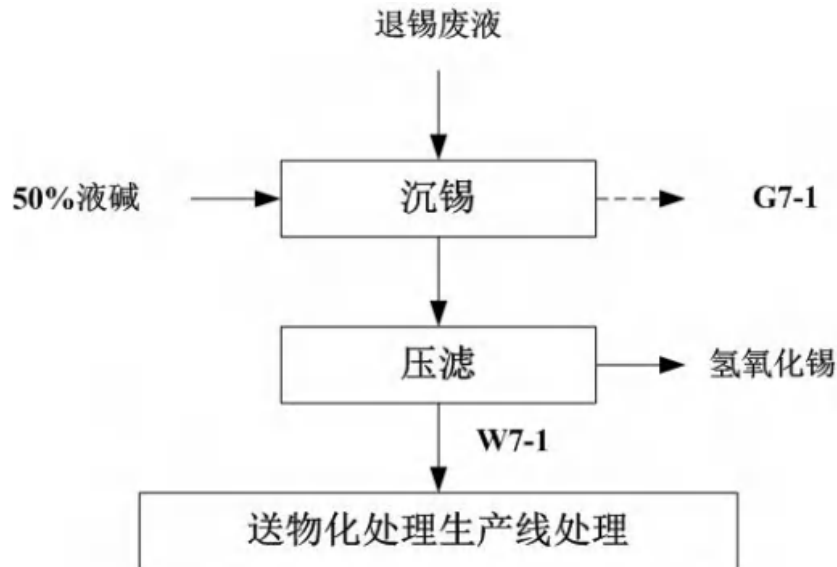 退锡废液
50%液碱
沉锡
G7-1
压滤
氢氧化锡
W7-1
送物化处理生产线处理